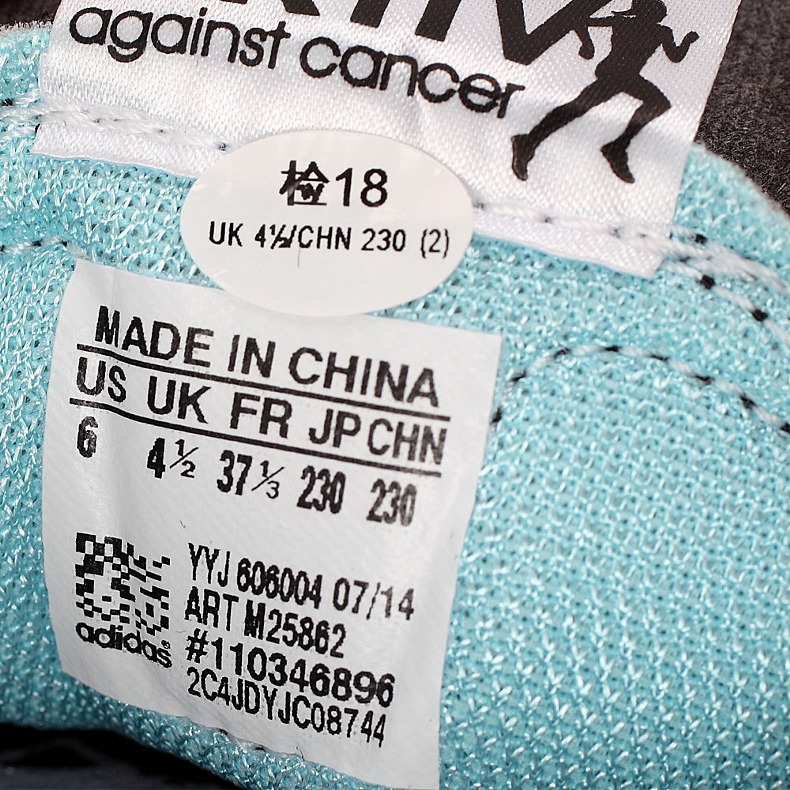 against cancer
检18
UK 4½/CHN 230 (2)
MADE IN CHINA
US UK FR JP CHN
6 4½ 37⅓ 230 230
YYJ 606004 07/14
ART M25862
adidas
#110346896
2C4JDYJC08744